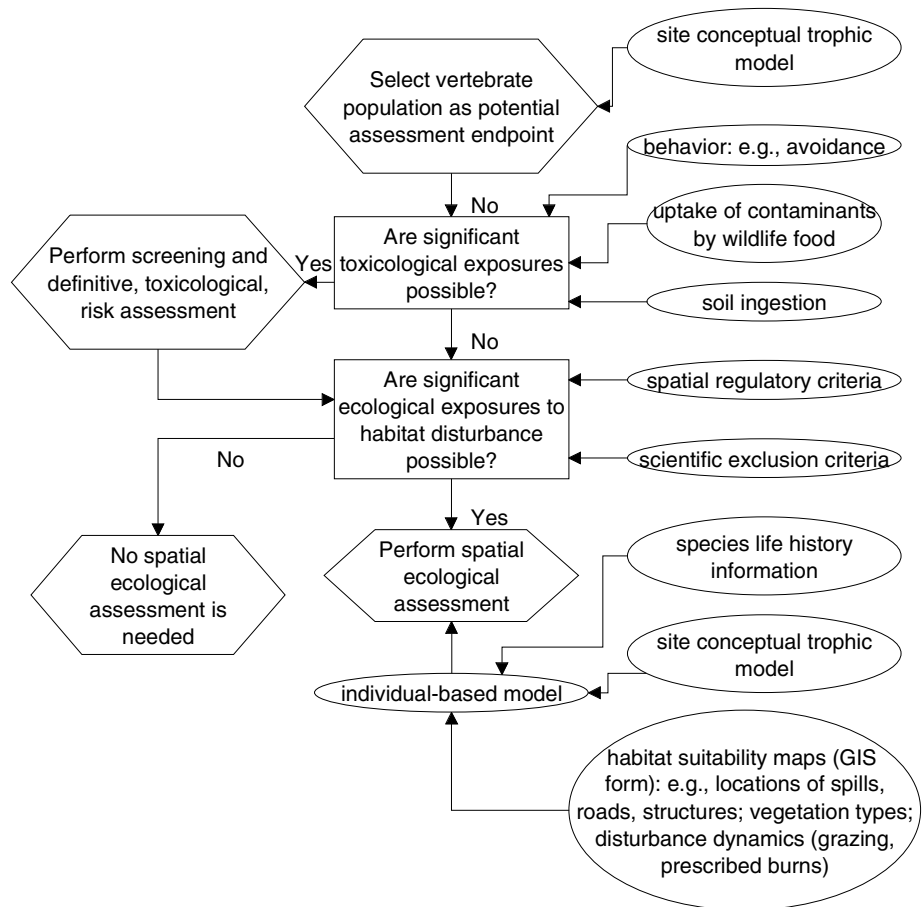 site conceptual trophic
model
Select vertebrate
population as potential
assessment endpoint
behavior: e.g., avoidance
No
uptake of contaminants
by wildlife food
Are significant
toxicological exposures
possible?
Yes
Perform screening and
definitive, toxicological,
risk assessment
soil ingestion
No
Are significant
ecological exposures to
habitat disturbance
possible?
spatial regulatory criteria
scientific exclusion criteria
No
Yes
No spatial
ecological
assessment is
needed
Perform spatial
ecological
assessment
species life history
information
site conceptual trophic
model
individual-based model
habitat suitability maps (GIS
form): e.g., locations of spills,
roads, structures; vegetation types;
disturbance dynamics (grazing,
prescribed burns)